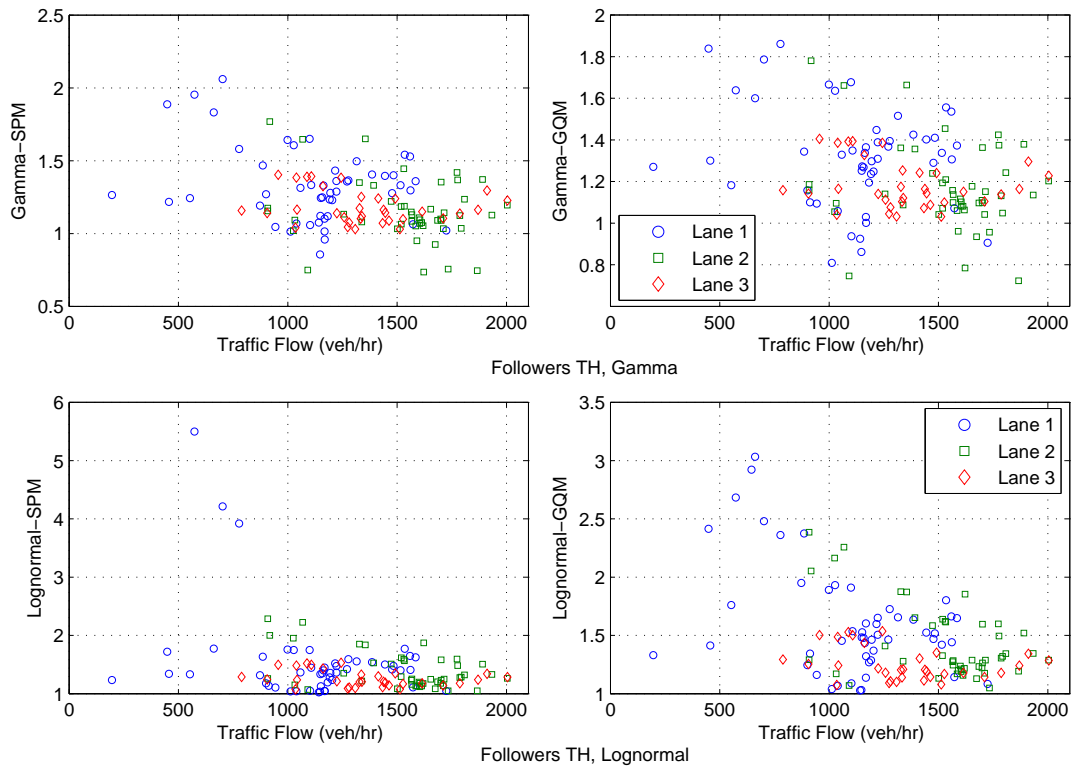 2.5
2
1.5
1
0.5
Gamma−SPM
0 500 1000 1500 2000
Traffic Flow (veh/hr)
2
1.8
1.6
1.4
1.2
1
0.8
Gamma−GQM
Lane 1
Lane 2
Lane 3
0 500 1000 1500 2000
Traffic Flow (veh/hr)
Followers TH, Gamma
6
5
4
3
2
1
Lognormal−SPM
0 500 1000 1500 2000
Traffic Flow (veh/hr)
3.5
3
2.5
2
1.5
1
Lognormal−GQM
Lane 1
Lane 2
Lane 3
0 500 1000 1500 2000
Traffic Flow (veh/hr)
Followers TH, Lognormal